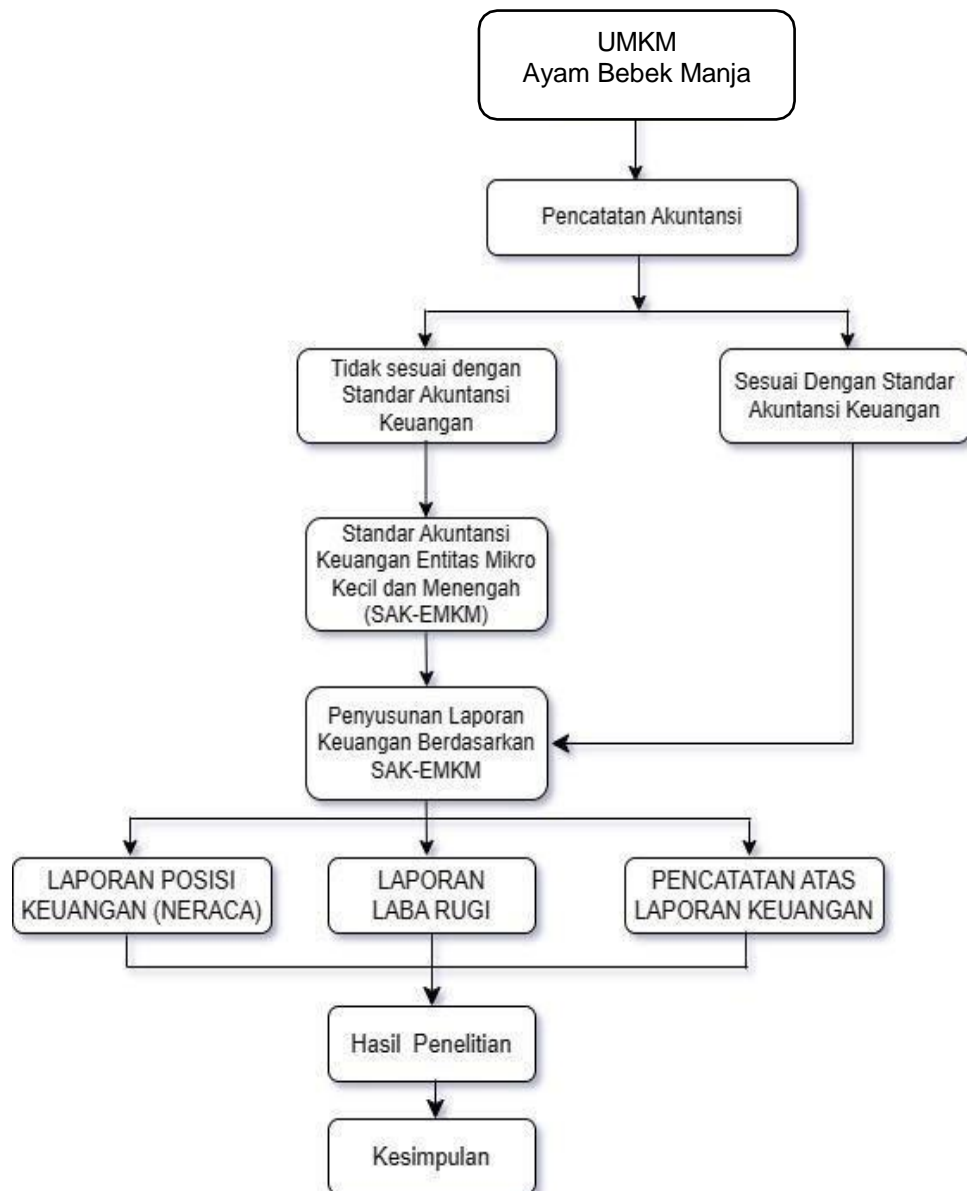 UMKM
Ayam Bebek Manja
Pencatatan Akuntansi
Tidak sesuai dengan
Standar Akuntansi
Keuangan
Sesuai Dengan Standar
Akuntansi Keuangan
Standar Akuntansi
Keuangan Entitas Mikro
Kecil dan Menengah
(SAK-EMKM)
Penyusunan Laporan
Keuangan Berdasarkan
SAK-EMKM
LAPORAN POSISI
KEUANGAN (NERACA)
LAPORAN
LABA RUGI
PENCATATAN ATAS
LAPORAN KEUANGAN
Hasil Penelitian
Kesimpulan